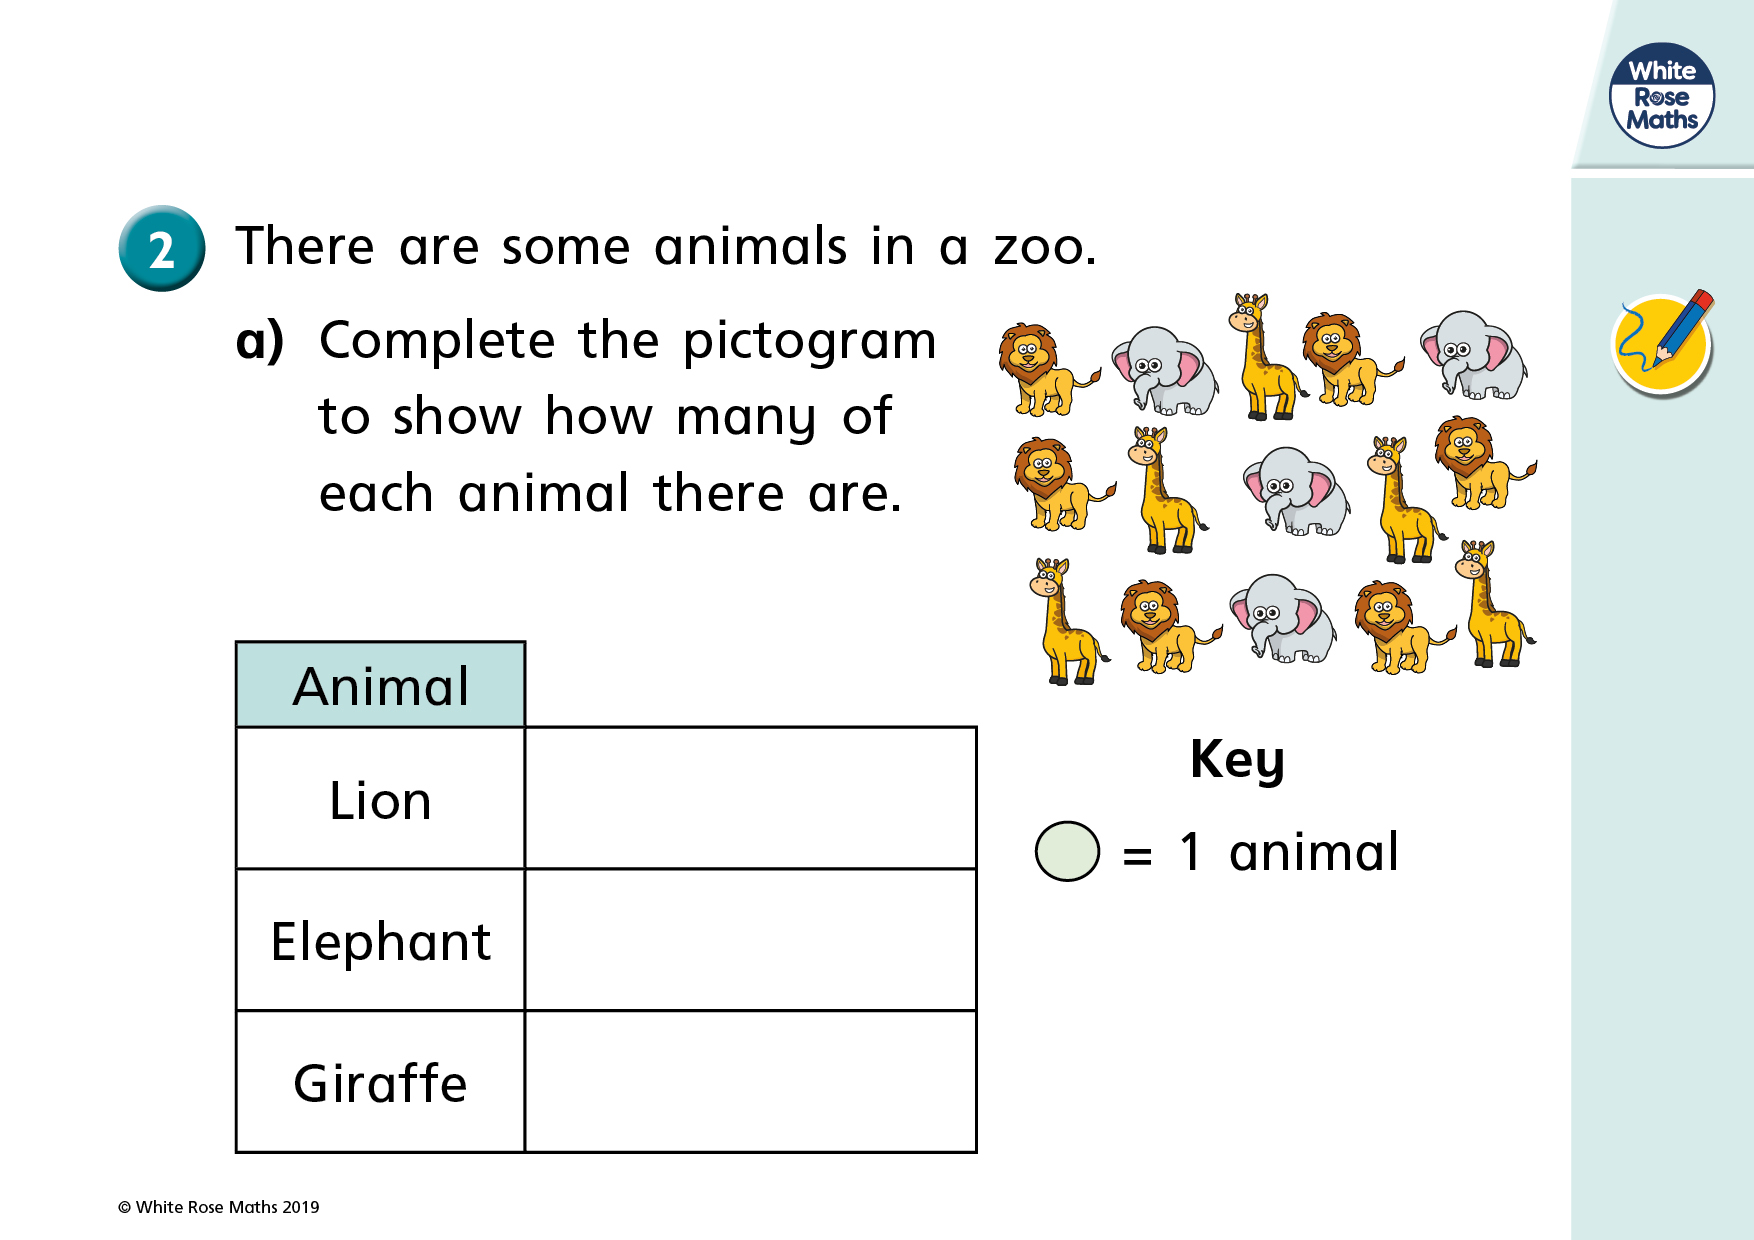 White
Rose
Maths
2 There are some animals in a zoo.
a) Complete the pictogram
to show how many of
each animal there are.
Animal
Lion
Elephant
Giraffe
Key
= 1 animal
© White Rose Maths 2019